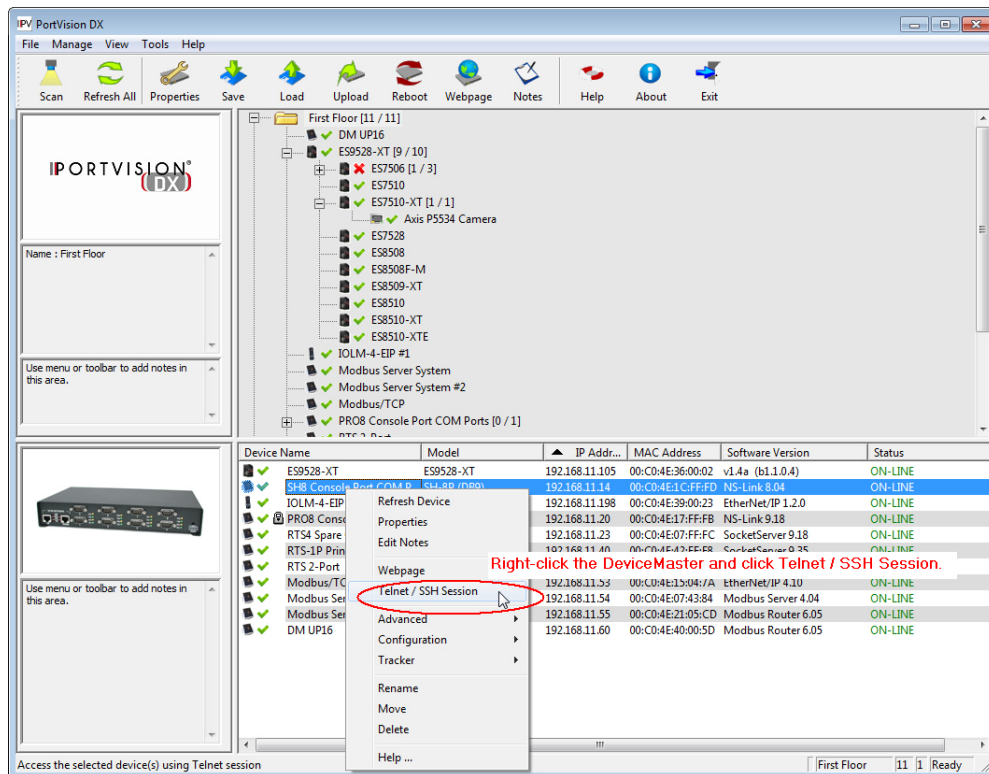 IPV PortVision DX
File Manage View Tools Help
Scan Refresh All Properties Save Load Upload Reboot Webpage Notes Help About Exit
First Floor [11 / 11]
DM UP16
ES9528-XT [9 / 10]
ES7506 [1 / 3]
ES7510
ES7510-XT [1 / 1]
Axis P5534 Camera
ES7528
ES8508
ES8508F-M
ES8509-XT
ES8510
ES8510-XT
ES8510-XTE
IOLM-4-EIP #1
Modbus Server System
Modbus Server System #2
Modbus/TCP
PRO8 Console Port COM Ports [0 / 1]
PORTVISION®
(DX)
Name : First Floor
Use menu or toolbar to add notes in
this area.
Device Name Model IP Addr... MAC Address Software Version Status
ES9528-XT ES9528-XT 192.168.11.105 00:C0:4E:36:00:02 v1.4a (b1.1.0.4) ON-LINE
SH8 Console Port COM P... SH-8P (DB9) 192.168.11.14 00:C0:4E:1C:FF:FD NS-Link 8.04 ON-LINE
IOLM-4-EIP 192.168.11.198 00:C0:4E:39:00:23 EtherNet/IP 1.2.0 ON-LINE
PRO8 Conso 192.168.11.20 00:C0:4E:17:FF:FB NS-Link 9.18 ON-LINE
RTS4 Spare 192.168.11.23 00:C0:4E:07:FF:FC SocketServer 9.18 ON-LINE
RTS-1P Prin 192.168.11.40 00:C0:4E:42:FF:F8 SocketServer 9.35 ON-LINE
RTS 2-Port
Modbus/TC 192.168.11.53 00:C0:4E:15:04:7A EtherNet/IP 4.10 ON-LINE
Modbus Ser 192.168.11.54 00:C0:4E:07:43:84 Modbus Server 4.04 ON-LINE
Modbus Ser 192.168.11.55 00:C0:4E:21:05:CD Modbus Router 6.05 ON-LINE
DM UP16 192.168.11.60 00:C0:4E:40:00:5D Modbus Router 6.05 ON-LINE
Refresh Device
Properties
Edit Notes
Webpage
Telnet / SSH Session
Advanced
Configuration
Tracker
Rename
Move
Delete
Help ...
Right-click the DeviceMaster and click Telnet / SSH Session.
Use menu or toolbar to add notes in
this area.
Access the selected device(s) using Telnet session
First Floor 11 1 Ready